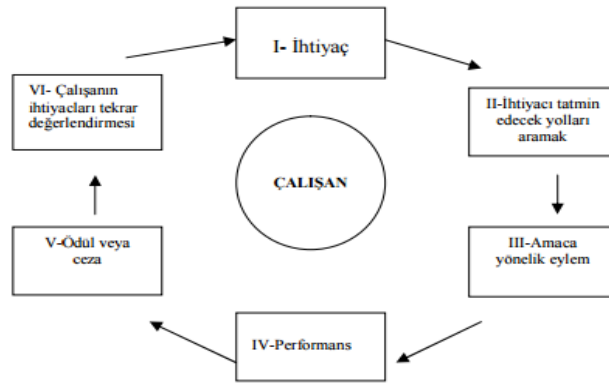 I- İhtiyaç
II-İhtiyacı tatmin
edecek yolları
aramak
III-Amaca
yönelik eylem
IV-Performans
V-Ödül veya
ceza
VI- Çalışanın
ihtiyacları tekrar
değerlendirmesi
ÇALIŞAN